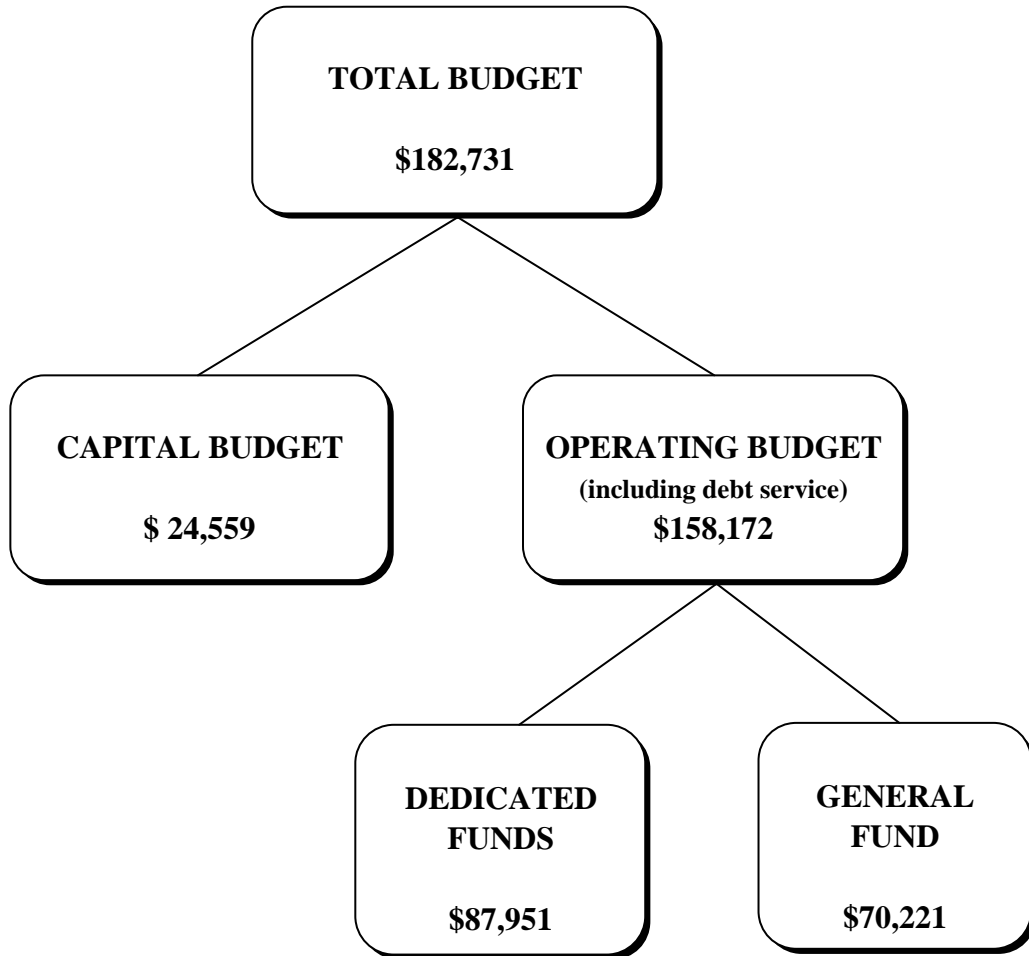 TOTAL BUDGET
$182,731
CAPITAL BUDGET
$ 24,559
OPERATING BUDGET
(including debt service)
$158,172
DEDICATED
FUNDS
$87,951
GENERAL
FUND
$70,221